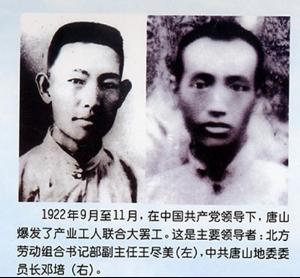 1922年9月至11月，在中国共产党领导下，唐山
爆发了产业工人联合大罢工。这是主要领导者：北方
劳动组合书记部副主任王尽美(左)，中共唐山地委委
员长邓培（右）。